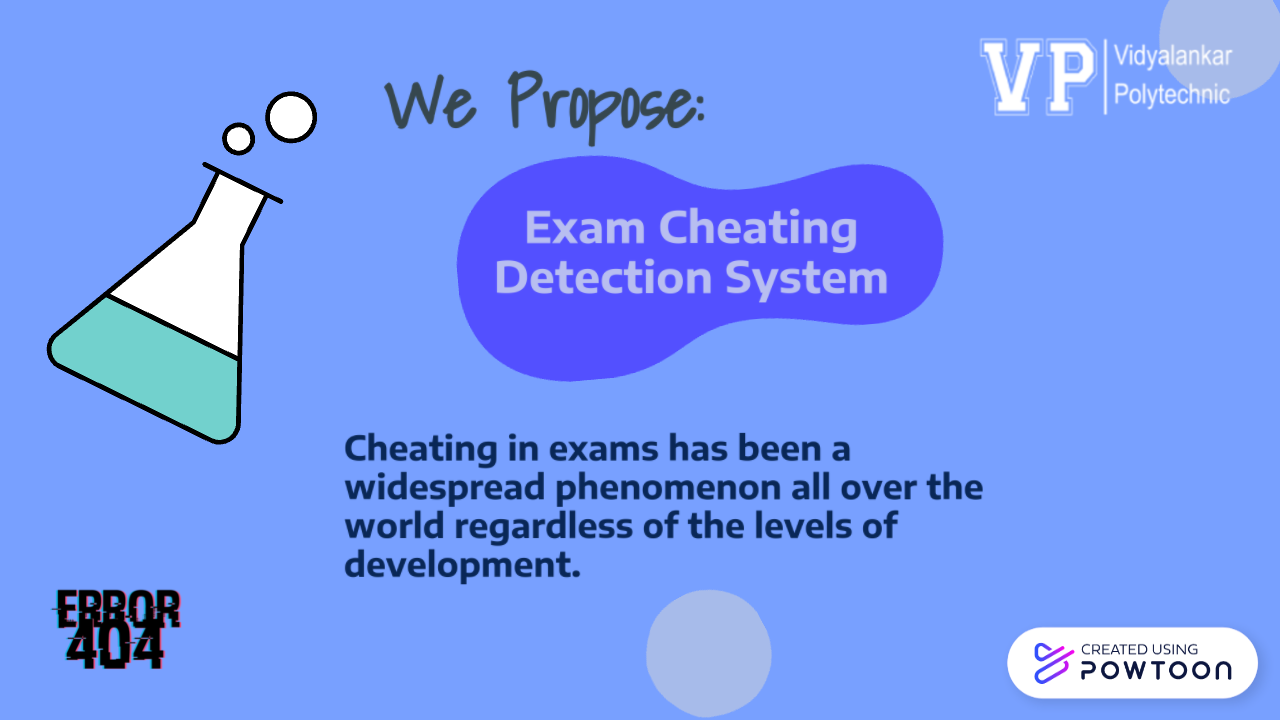 We Propose:
VP
Vidyalankar
Polytechnic
Exam Cheating
Detection System
Cheating in exams has been a
widespread phenomenon all over the
world regardless of the levels of
development.
ERROR
404
CREATED USING
POWTOON